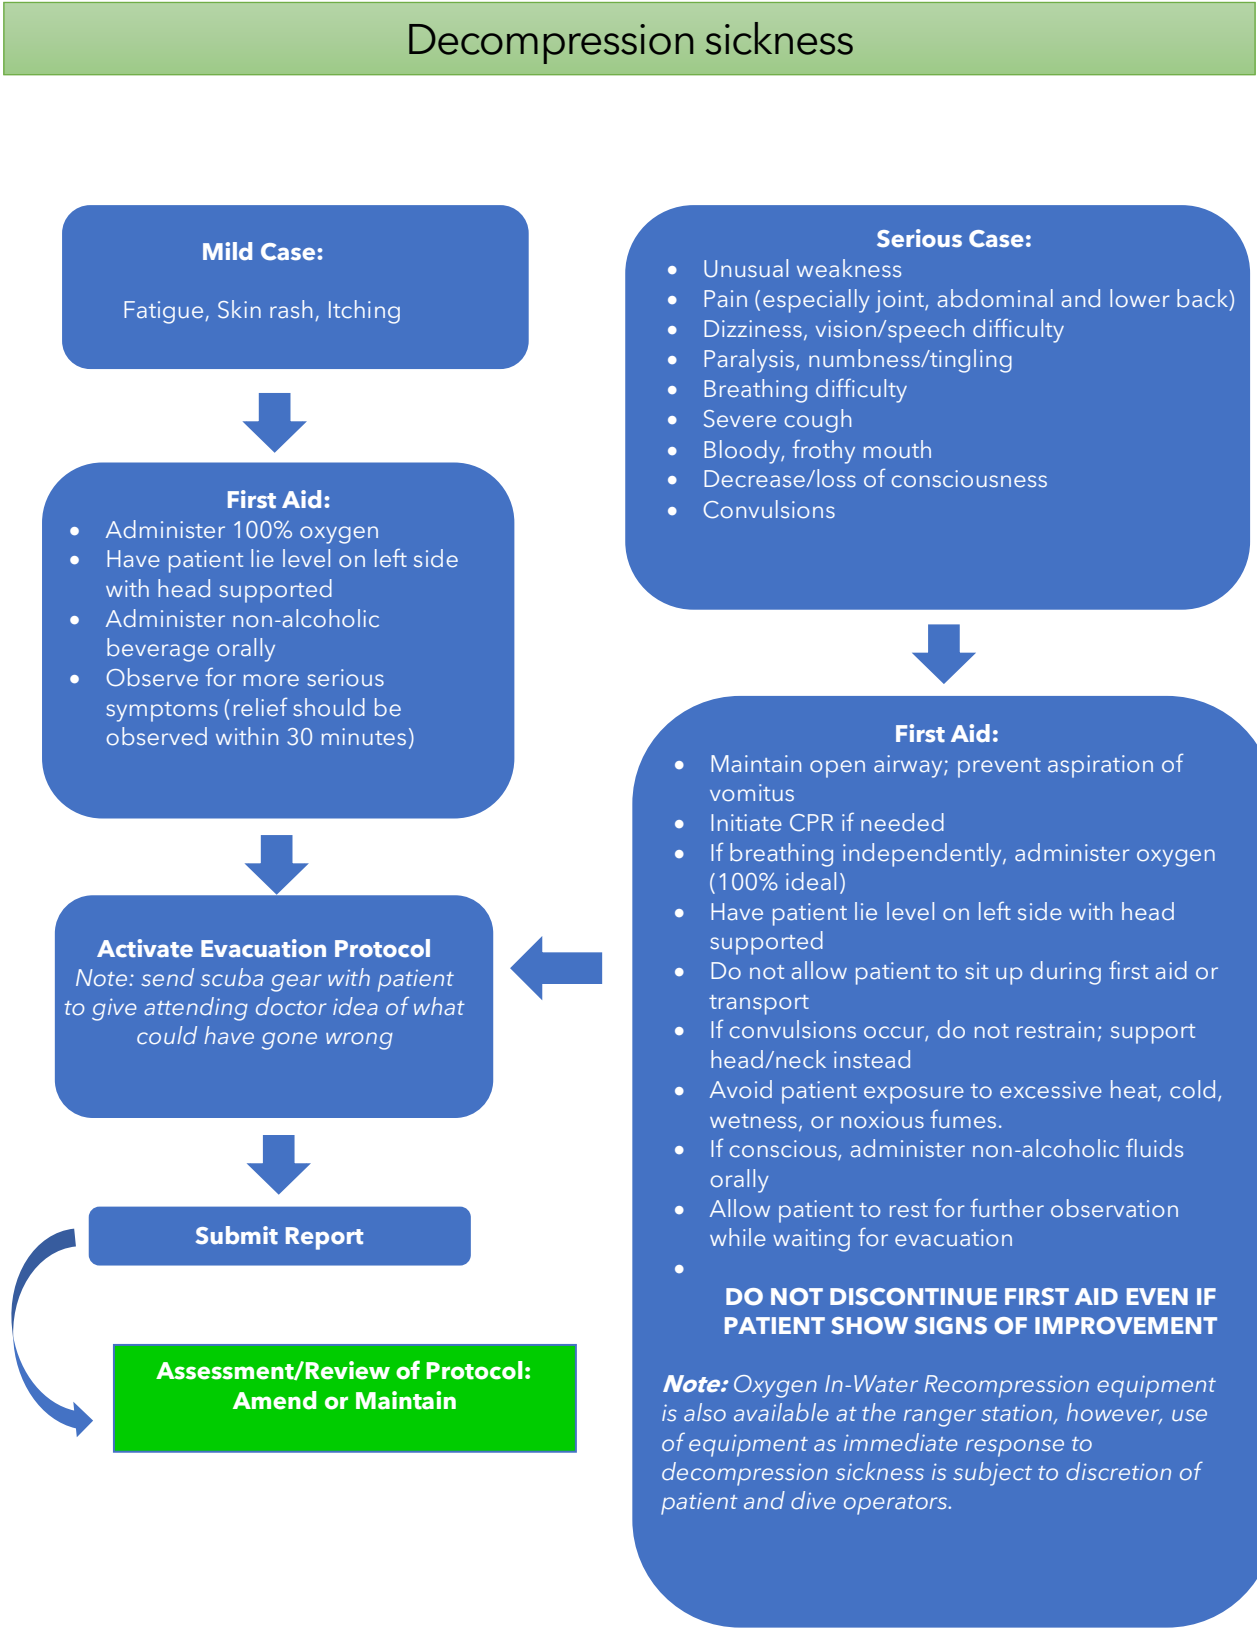 Decompression sickness
Mild Case:
Fatigue, Skin rash, Itching
First Aid:
• Administer 100% oxygen
• Have patient lie level on left side
with head supported
• Administer non-alcoholic
beverage orally
• Observe for more serious
symptoms (relief should be
observed within 30 minutes)
Activate Evacuation Protocol
Note: send scuba gear with patient
to give attending doctor idea of what
could have gone wrong
Submit Report
Assessment/Review of Protocol:
Amend or Maintain
Serious Case:
• Unusual weakness
• Pain (especially joint, abdominal and lower back)
• Dizziness, vision/speech difficulty
• Paralysis, numbness/tingling
• Breathing difficulty
• Severe cough
• Bloody, frothy mouth
• Decrease/loss of consciousness
• Convulsions
First Aid:
• Maintain open airway; prevent aspiration of
vomitus
• Initiate CPR if needed
• If breathing independently, administer oxygen
(100% ideal)
• Have patient lie level on left side with head
supported
• Do not allow patient to sit up during first aid or
transport
• If convulsions occur, do not restrain; support
head/neck instead
• Avoid patient exposure to excessive heat, cold,
wetness, or noxious fumes.
• If conscious, administer non-alcoholic fluids
orally
• Allow patient to rest for further observation
while waiting for evacuation
•
DO NOT DISCONTINUE FIRST AID EVEN IF
PATIENT SHOW SIGNS OF IMPROVEMENT
Note: Oxygen In-Water Recompression equipment
is also available at the ranger station, however, use
of equipment as immediate response to
decompression sickness is subject to discretion of
patient and dive operators.